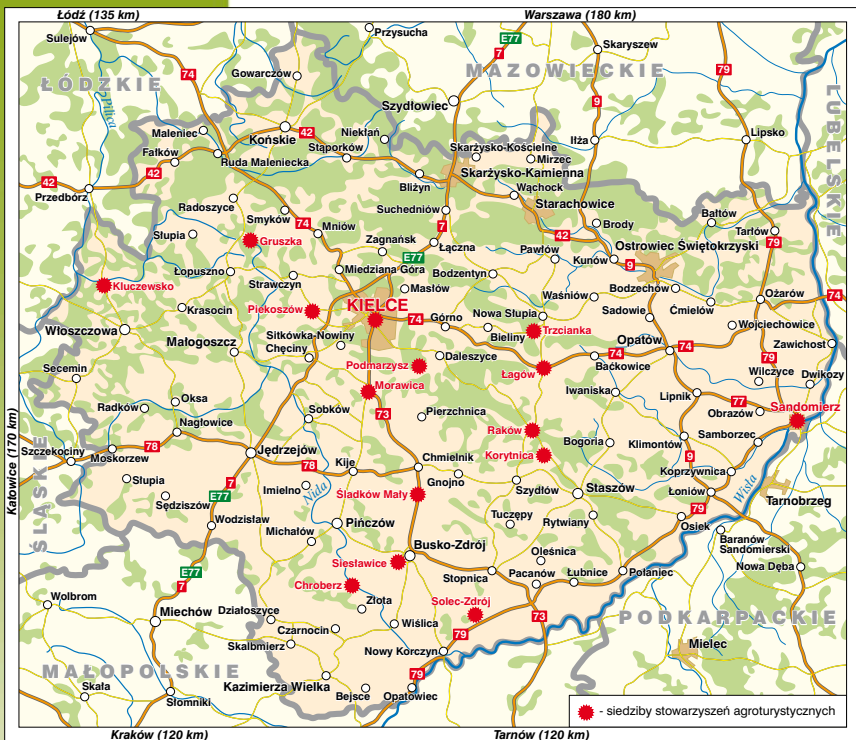 Łódź (135 km)
Warszawa (180 km)
Sulejów
Przysucha
E77
7
Skaryszew
74
Gowarczów
MAZOWIECKIE
79
ŁÓDZKIE
Pilica
Szydłowiec
9
LUBELSKIE
Maleniec
Końskie
42
Niekłań
Skarżysko-Kościelne
Iłża
Lipsko
Fałków
Stąporków
Mirzec
Ruda Maleniecka
Skarżysko-Kamienna
42
42
Bliżyn
Wąchock
Przedbórz
Radoszyce
Suchedniów
Starachowice
Smyków
74
Mniów
7
Brody
Bałtów
Słupia
Gruszka
Zagnańsk
Łączna
42
Tarłów
Pawłów
Ostrowiec Świętokrzyski
79
E77
Kunów
9
Łopuszno
Miedziana Góra
Bodzentyn
Kluczewsko
Strawczyn
Masłów
Bodzechów
Waśniów
Ożarów
74
Krasocin
Piekoszów
KIELCE
Nowa Słupia
Sadowie
Ćmielów
74
Górno
Wojciechowice
Włoszczowa
Sitkówka-Nowiny
Bieliny
Trzcianka
Opatów
Zawichost
Małogoszcz
Chęciny
Daleszyce
74
74
79
Secemin
Podmarzysz
Łagów
Baćkowice
Wilczyce
Dwikozy
Morawica
Iwaniska
Lipnik
77
Radków
Oksa
Sobków
73
Pierzchnica
Obrazów
Sandomierz
Nagłowice
Raków
Bogoria
Klimontów
Samborzec
78
Szczekociny
Moskorzew
Jędrzejów
Korytnica
9
Katowice (170 km)
7
78
Kije
Chmielnik
Koprzywnica
Słupia
Imielno
Nida
Gnojno
Szydłów
Staszów
Łoniów
Wisła
Tarnobrzeg
E77
Sędziszów
Śladków Mały
79
ŚLĄSKIE
Wodzisław
Pińczów
Tuczępy
Rytwiany
Osiek
Michałów
Baranów
Sandomierski
Busko-Zdrój
Oleśnica
E77
Siesławice
Nowa Dęba
7
Stopnica
Pacanów
Łubnice
Połaniec
Chroberz
Wolbrom
Złota
Solec-Zdrój
Miechów
Działoszyce
Wiślica
73
PODKARPACKIE
Czarnocin
79
Skalbmierz
Nowy Korczyn
Mielec
MAŁOPOLSKIE
79
Kazimierza Wielka
Skała
Bejsce
Opatowiec
Słomniki
- siedziby stowarzyszeń agroturystycznych
Kraków (120 km)
Tarnów (120 km)